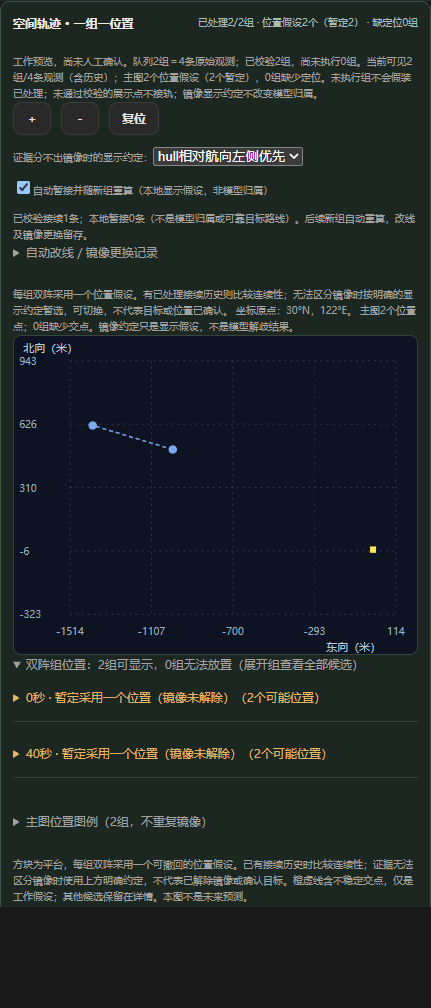 空间轨迹・一组一位置
已处理2/2组 · 位置假设2个（暂定2） · 缺定位0组
工作预览，尚未人工确认。队列2组＝4条原始观测；已校验2组，尚未执行0组。当前可见2
组/4条观测（含历史）；主图2个位置假设（2个暂定），0组缺少定位。未执行组不会假装
已处理；未通过校验的展示点不接轨；镜像显示约定不改变模型归属。
+ - 复位
证据分不出镜像时的显示约定： hull相对航向左侧优先
自动暂接并随新组重算（本地显示假设，非模型归属）
已校验接续1条；本地暂接0条（不是模型归属或可靠目标路线）。后续新组自动重算，改线
及镜像更换留存。
▶ 自动改线 / 镜像更换记录
每组双阵采用一个位置假设。有已处理接续历史则比较连续性；无法区分镜像时按明确的显
示约定暂选，可切换，不代表目标或位置已确认。 坐标原点：30°N，122°E。 主图2个位置
点；0组缺少交点。镜像约定只是显示假设，不是模型解歧结果。
北向（米）
943
626
310
-6
-323
-1514 -1107 -700 -293 114
东向（米）
▼ 双阵组位置：2组可显示，0组无法放置（展开组查看全部候选）
▶ 0秒 · 暂定采用一个位置（镜像未解除）（2个可能位置）
▶ 40秒 · 暂定采用一个位置（镜像未解除）（2个可能位置）
▶ 主图位置图例（2组，不重复镜像）
方块为平台，每组双阵采用一个可撤回的位置假设。已有接续历史时比较连续性；证据无法
区分镜像时使用上方明确约定，不代表已解除镜像或确认目标。橙虚线含不稳定交点，仅是
工作假设；其他候选保留在详情。本图不是未来预测。